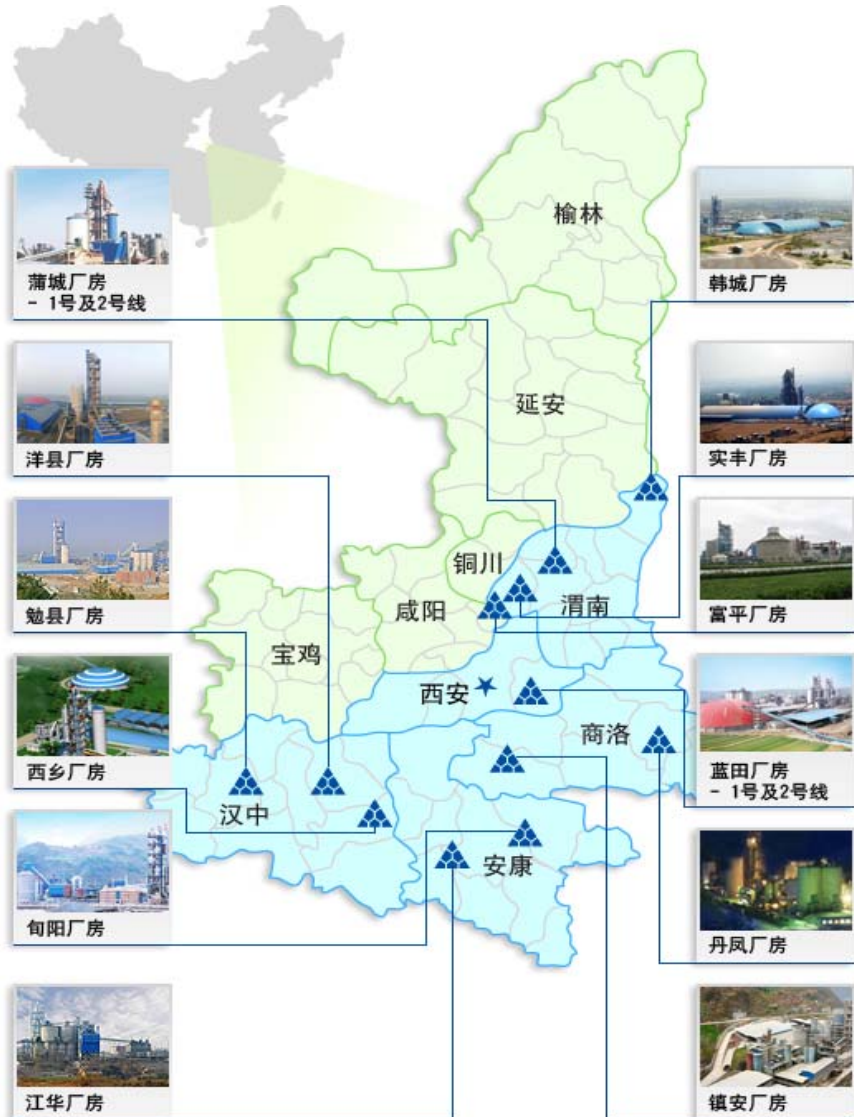 榆林
蒲城厂房
- 1号及2号线
韩城厂房
延安
洋县厂房
实丰厂房
铜川
咸阳
渭南
勉县厂房
富平厂房
宝鸡
西安
商洛
西乡厂房
蓝田厂房
- 1号及2号线
汉中
安康
旬阳厂房
丹凤厂房
江华厂房
镇安厂房